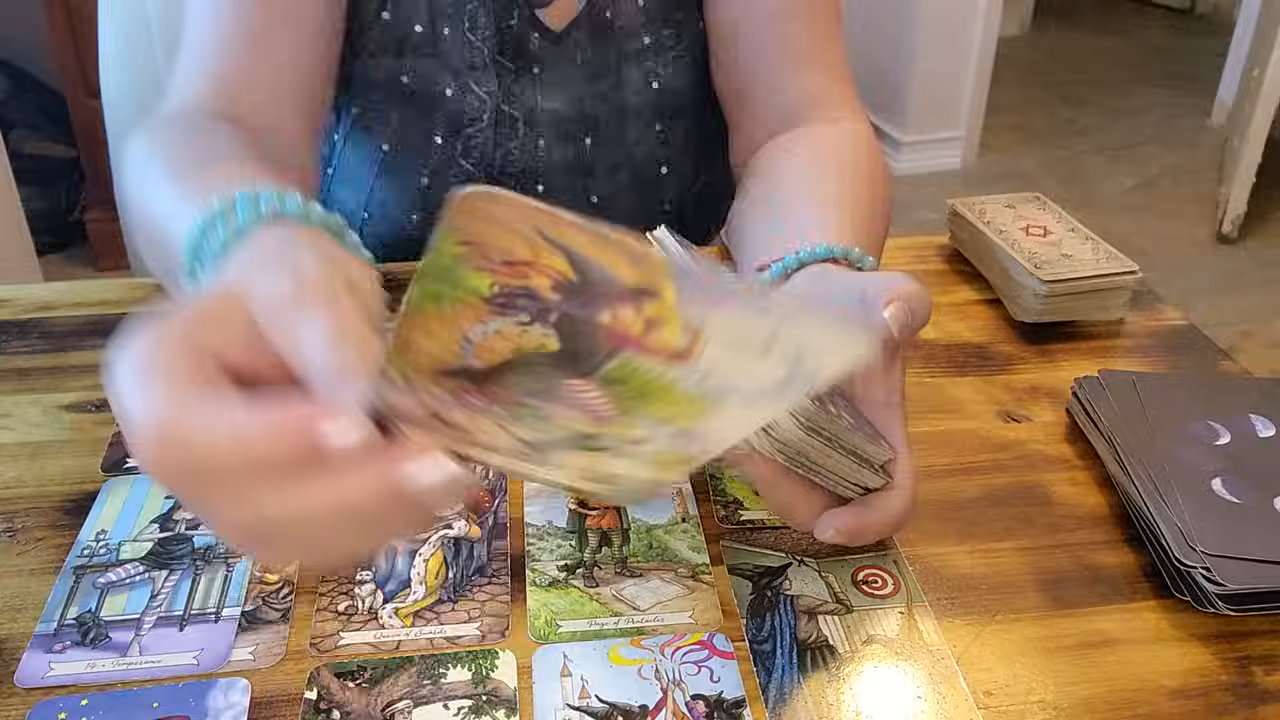 14 • Temperance
Queen of Swords
Page of Pentacles